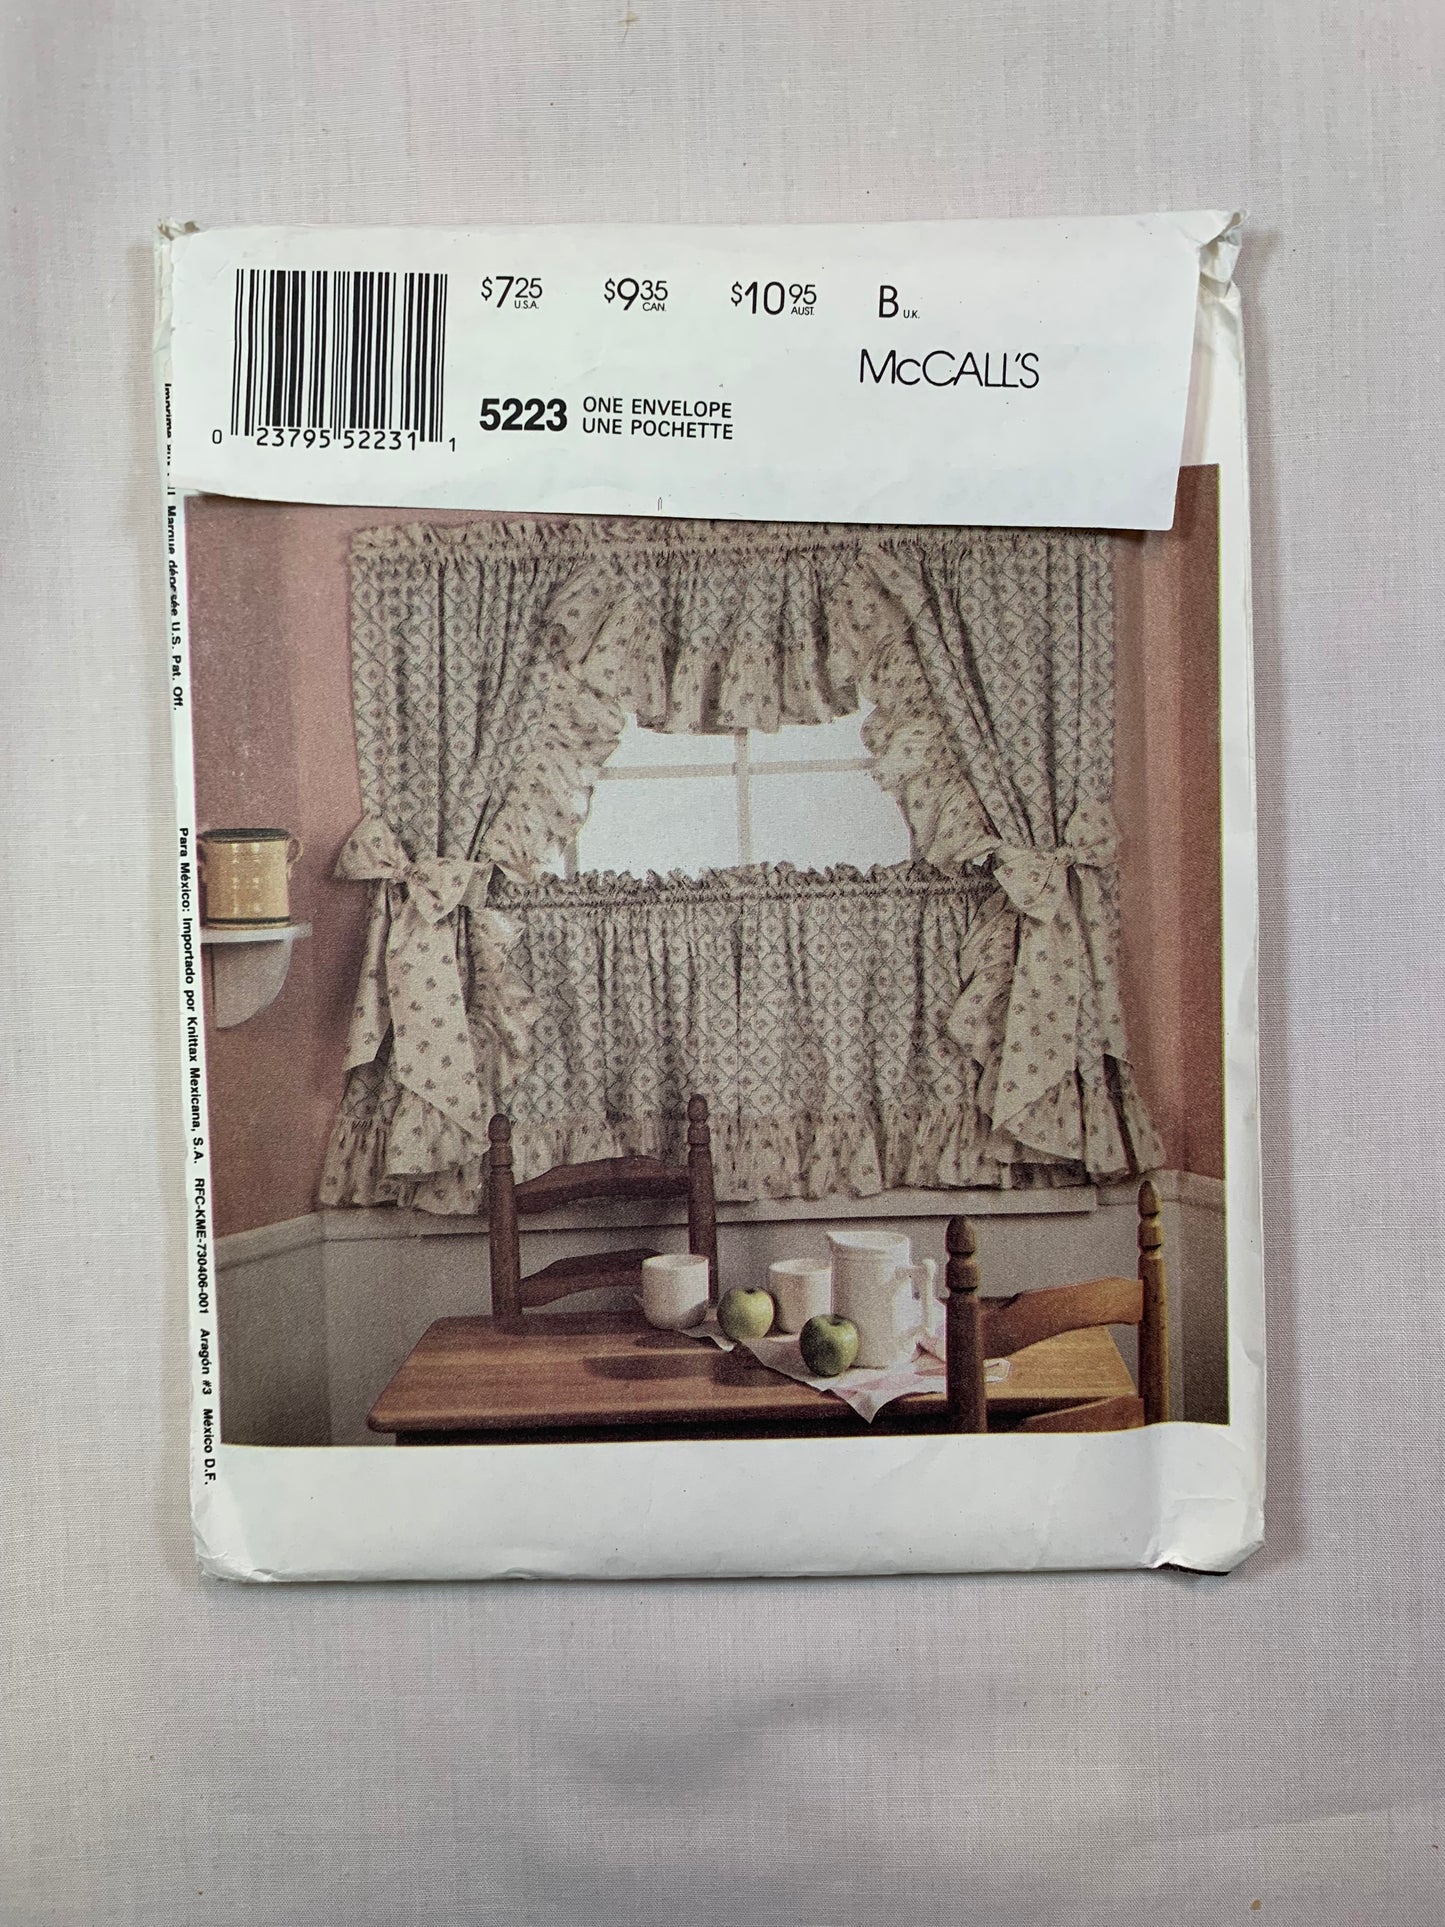 $7.25 U.S.A. $9.35 CAN. $10.95 AUST. B U.K.
McCALL'S
5223 ONE ENVELOPE
UNE POCHETTE
0 23795 52231 1
Marque déposée U.S. Pat. Off. Para México: Importado por Knittax Mexicana, S.A. RFC-KME-730406-001 Aragón #3 México D.F.